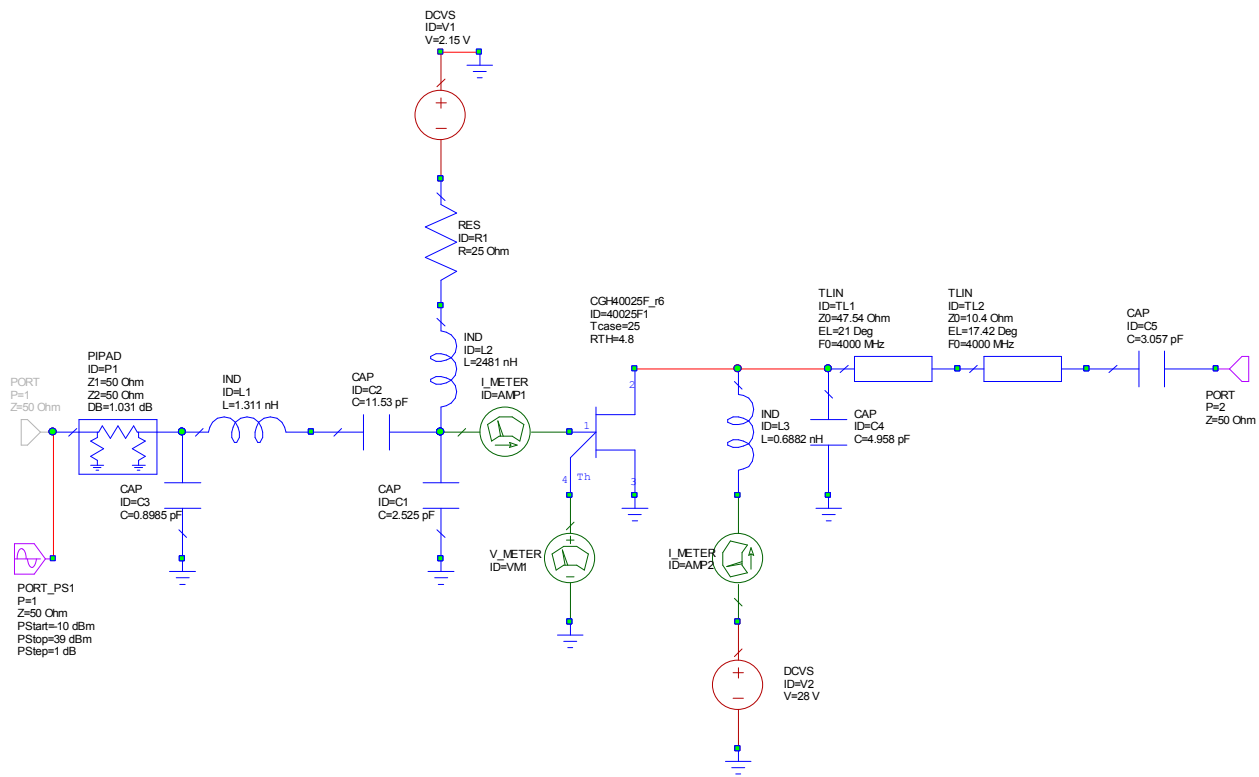 DCVS
ID=V1
V=2.15 V
+
−
RES
ID=R1
R=25 Ohm
IND
ID=L2
L=2481 nH
CGH40025F_r6
ID=40025F1
Tcase=25
RTH=4.8
TLIN
ID=TL1
Z0=47.54 Ohm
EL=21 Deg
F0=4000 MHz
TLIN
ID=TL2
Z0=10.4 Ohm
EL=17.42 Deg
F0=4000 MHz
CAP
ID=C5
C=3.057 pF
PORT
P=1
Z=50 Ohm
PIPAD
ID=P1
Z1=50 Ohm
Z2=50 Ohm
DB=1.031 dB
IND
ID=L1
L=1.311 nH
CAP
ID=C2
C=11.53 pF
I_METER
ID=AMP1
1
2
3
4
Th
IND
ID=L3
L=0.6882 nH
CAP
ID=C4
C=4.958 pF
PORT
P=2
Z=50 Ohm
CAP
ID=C3
C=0.8985 pF
CAP
ID=C1
C=2.525 pF
V_METER
ID=VM1
+
−
I_METER
ID=AMP2
PORT_PS1
P=1
Z=50 Ohm
PStart=-10 dBm
PStop=39 dBm
PStep=1 dB
+
−
DCVS
ID=V2
V=28 V